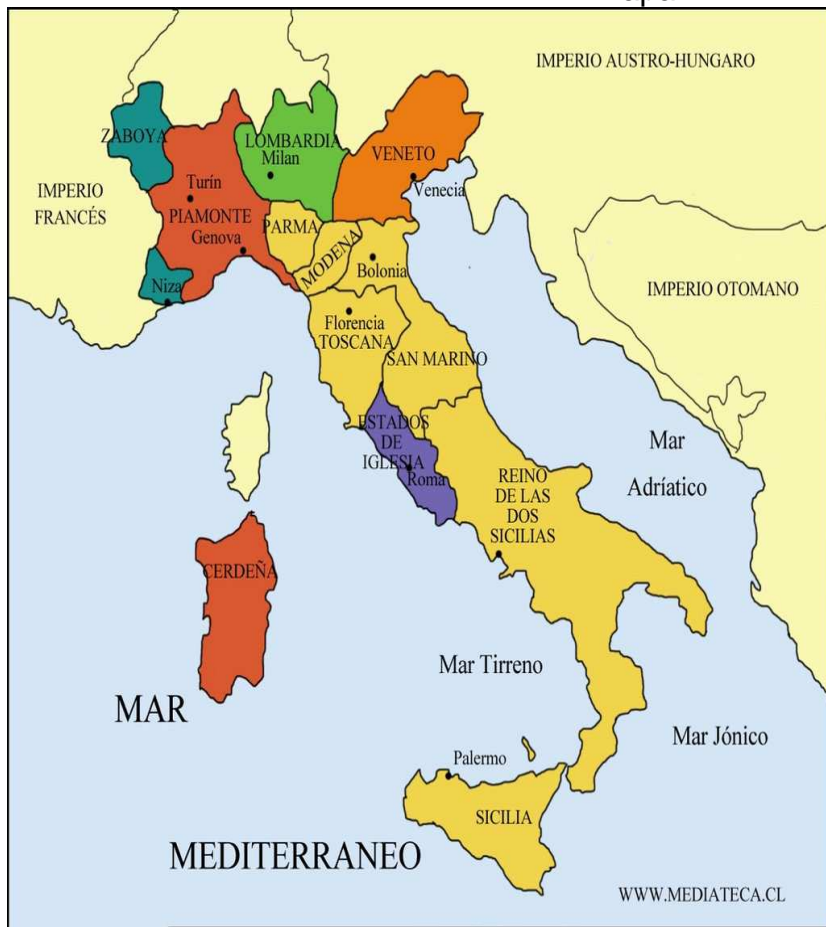 IMPERIO AUSTRO-HUNGARO
ZABOYA
LOMBARDIA
Milan
VENETO
Venecia
IMPERIO
FRANCÉS
Turín
PIAMONTE
Genova
PARMA
MODENA
Bolonia
Niza
IMPERIO OTOMANO
Florencia
TOSCANA
SAN MARINO
ESTADOS
DE
IGLESIA
Roma
Mar
Adríatico
REINO
DE LAS
DOS
SICILIAS
CERDEÑA
Mar Tirreno
MAR
Mar Jónico
Palermo
SICILIA
MEDITERRANEO
WWW.MEDIATECA.CL